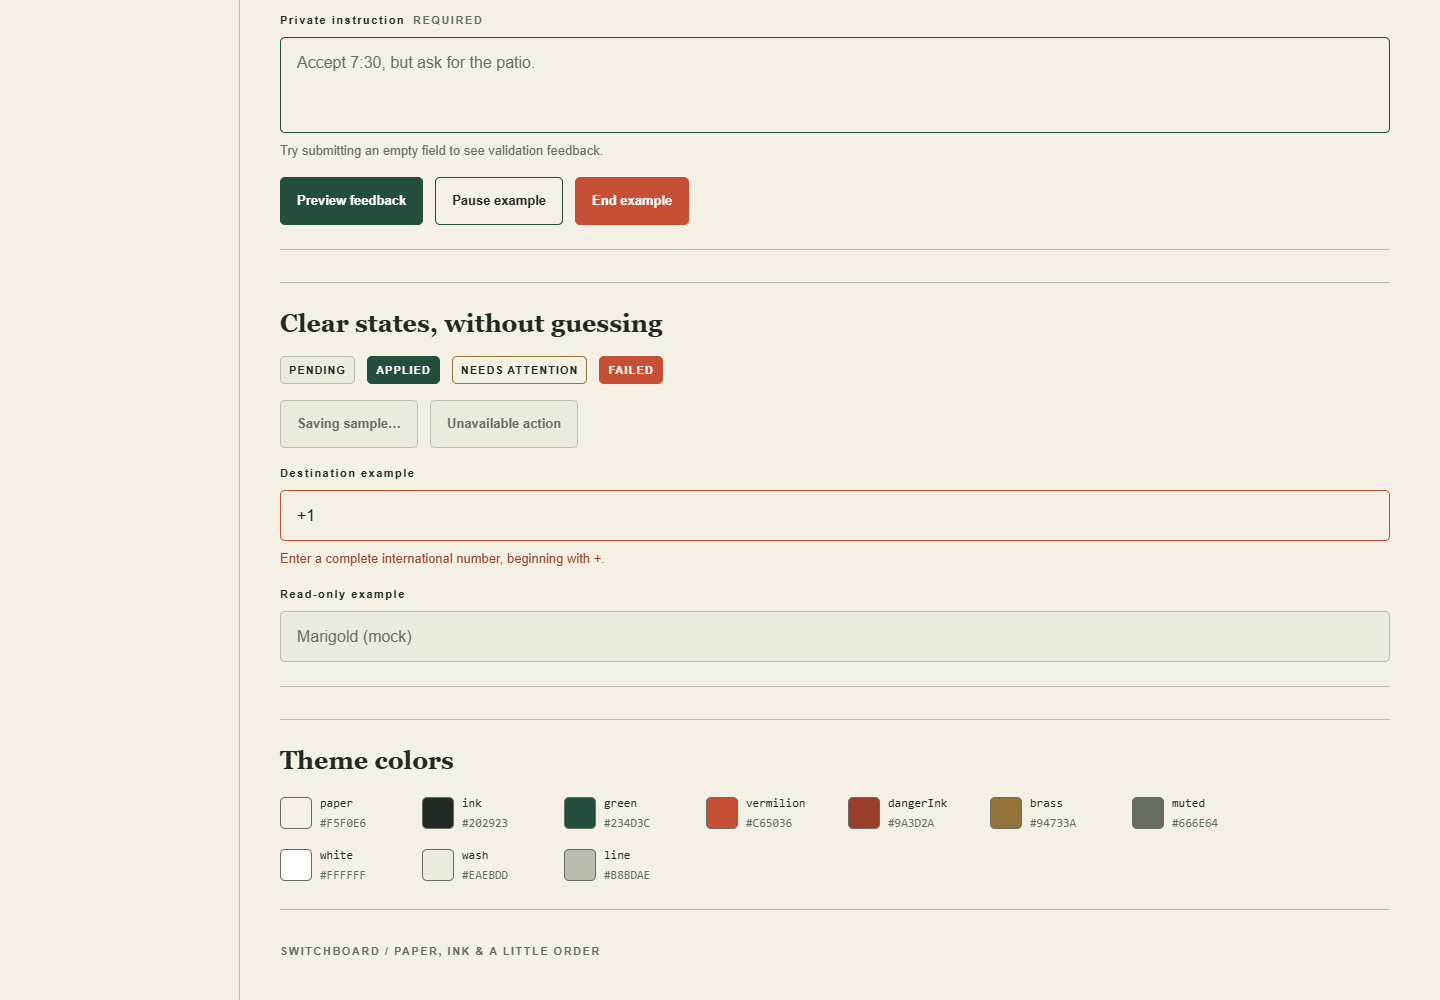 Private instruction REQUIRED
Accept 7:30, but ask for the patio.
Try submitting an empty field to see validation feedback.
Preview feedback Pause example End example
Clear states, without guessing
PENDING APPLIED NEEDS ATTENTION FAILED
Saving sample... Unavailable action
Destination example
+1
Enter a complete international number, beginning with +.
Read-only example
Marigold (mock)
Theme colors
paper ink green vermilion dangerInk brass muted
#F5F0E6 #202923 #234D3C #C65036 #9A3D2A #94733A #666E64
white wash line
#FFFFFF #EAEBDD #B8BDAE
SWITCHBOARD / PAPER, INK & A LITTLE ORDER